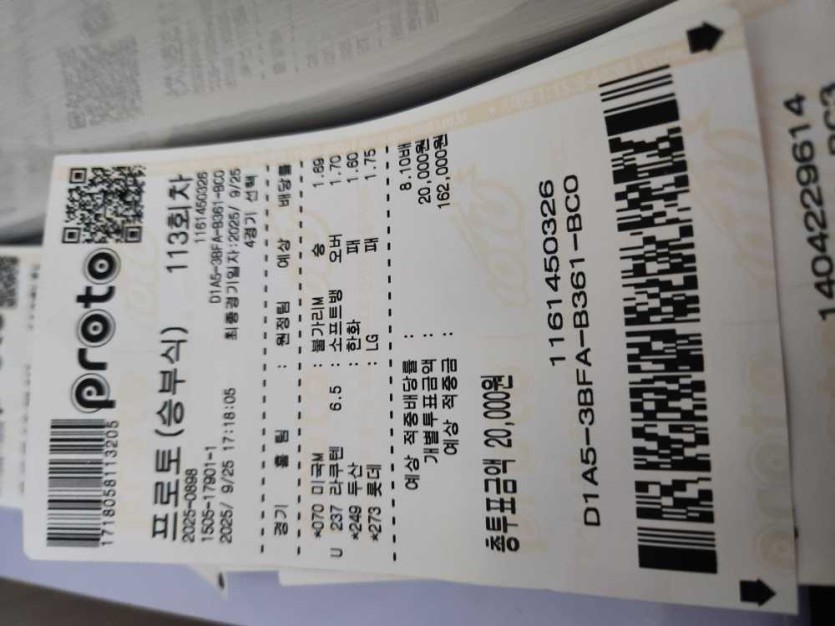 17180581132O5
proto
프로토 (승부식) 113회차
2025-0898 1161450326
1S05-17901-1 D1A5-3BFA-B361-BCO
2025/ 9/25 17:18:05 최종경기일자:2025/ 9/25
4경기 선택
경기 홈 팀 : 원정팀 예상 배당률
*070 미국M : 불가리M 승 1.69
U 237 라쿠텐 6.5 : 소프트뱅 오버 1.70
*249 두산 : 한화 패 1.60
*273 롯데 : LG 패 1.75
예상 적중배당률 : 8.10배
개별투표금액 : 20,000원
예상 적중금 : 162,000원
총투표금액 20,000원
1161450326
D1A5-3BFA-B361-BCO
1404229614